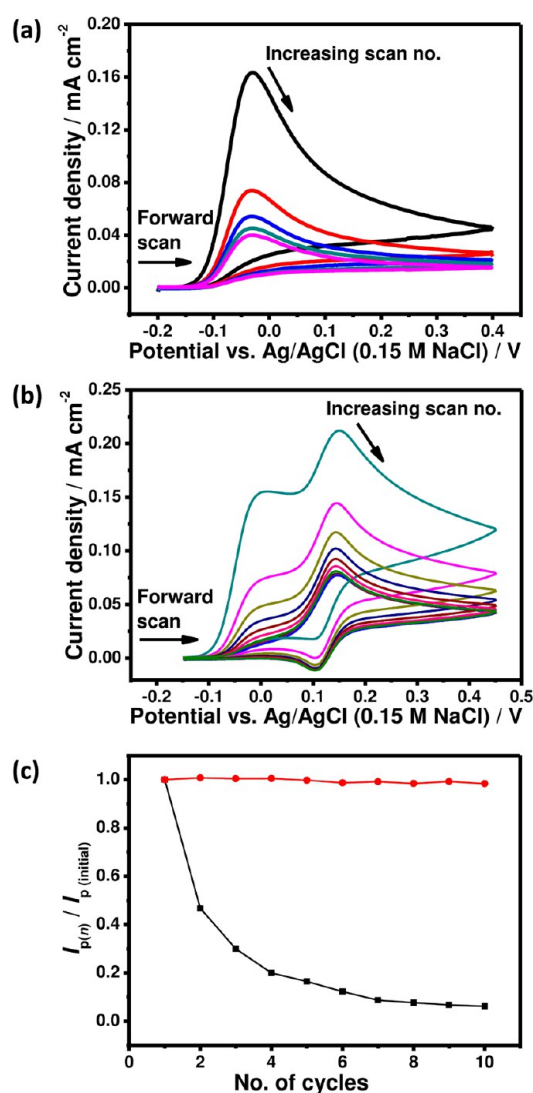 (a)
0.20
0.16
0.12
0.08
0.04
0.00
Current density / mA cm-2
Increasing scan no.
Forward
scan
-0.2 -0.1 0.0 0.1 0.2 0.3 0.4
Potential vs. Ag/AgCl (0.15 M NaCl) / V
(b)
0.25
0.20
0.15
0.10
0.05
0.00
Current density / mA cm-2
Increasing scan no.
Forward
scan
-0.2 -0.1 0.0 0.1 0.2 0.3 0.4 0.5
Potential vs. Ag/AgCl (0.15 M NaCl) / V
(c)
1.0
0.8
0.6
0.4
0.2
0.0
Ip(n) / Ip (initial)
0 2 4 6 8 10
No. of cycles